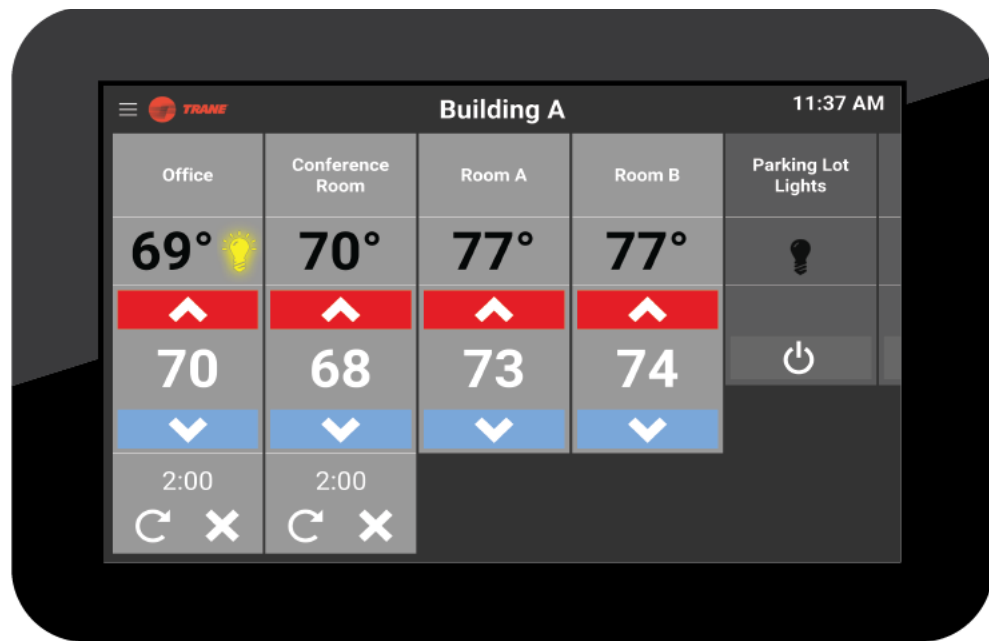 TRANE
Building A
11:37 AM
Office
Conference
Room
Room A
Room B
Parking Lot
Lights
69°
70°
77°
77°
70
68
73
74
2:00
2:00